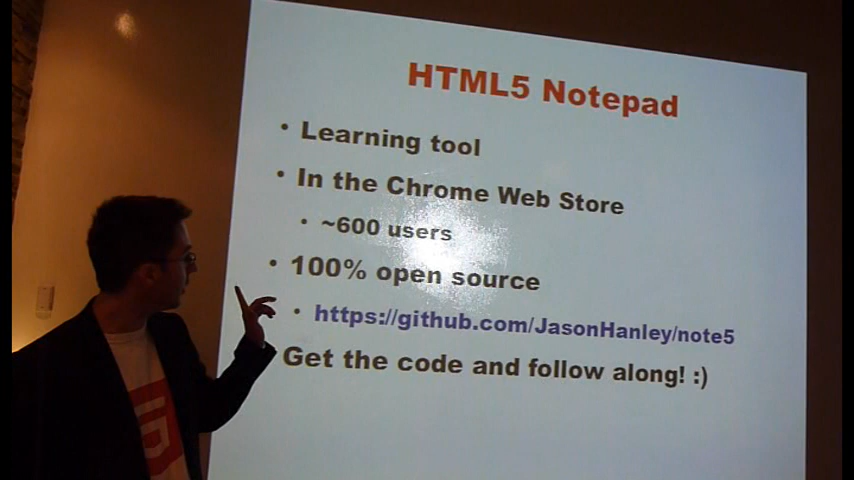 HTML5 Notepad
• Learning tool
• In the Chrome Web Store
• ~600 users
• 100% open source
• https://github.com/JasonHanley/note5
Get the code and follow along! :)